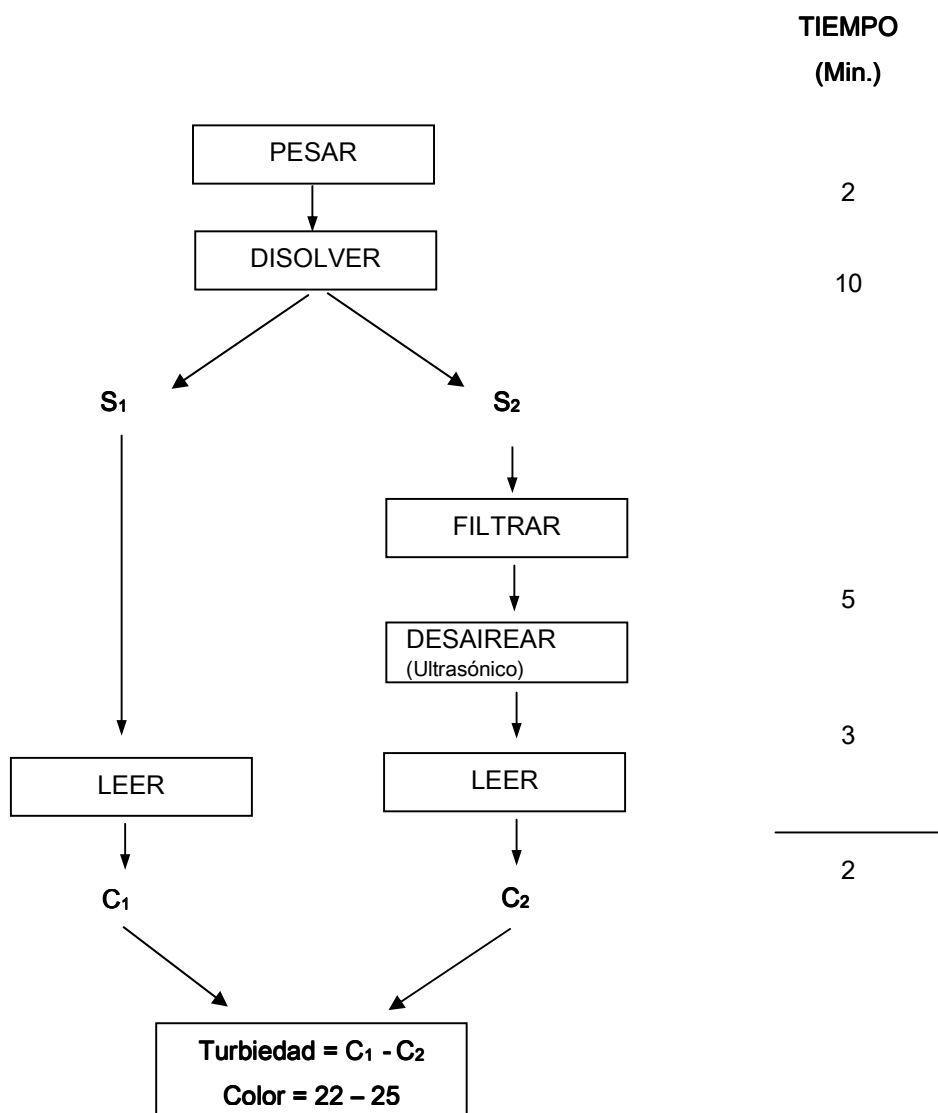 TIEMPO
(Min.)
PESAR
2
DISOLVER
10
S₁
S₂
FILTRAR
5
DESAIREAR
(Ultrasónico)
3
LEER
LEER
2
C₁
C₂
Turbiedad = C₁ - C₂
Color = 22 – 25